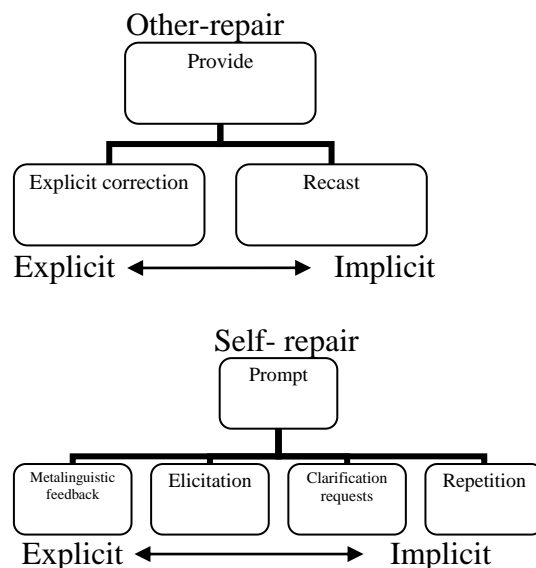 Other-repair
Provide
Explicit correction
Recast
Explicit
Implicit
Self- repair
Prompt
Metalinguistic
feedback
Elicitation
Clarification
requests
Repetition
Explicit
Implicit